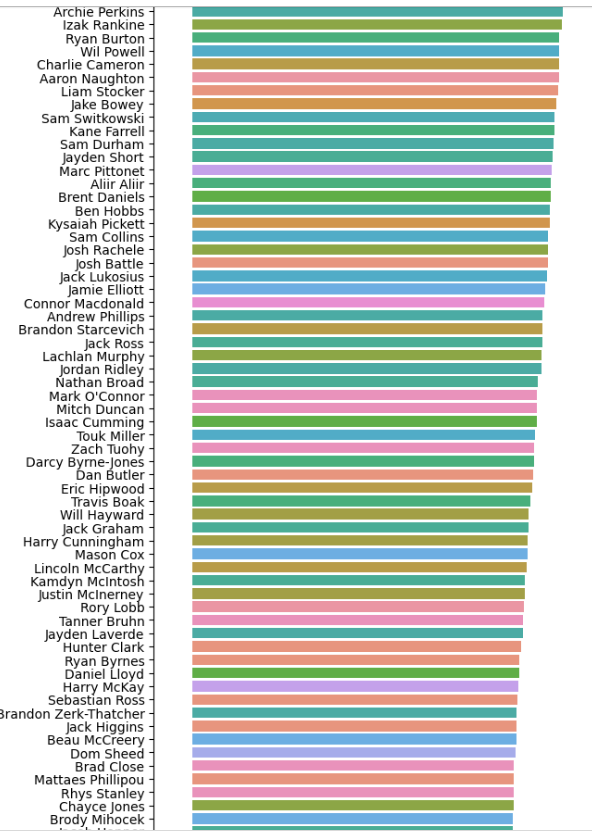 Archie Perkins
Izak Rankine
Ryan Burton
Wil Powell
Charlie Cameron
Aaron Naughton
Liam Stocker
Jake Bowey
Sam Switkowski
Kane Farrell
Sam Durham
Jayden Short
Marc Pittonet
Aliir Aliir
Brent Daniels
Ben Hobbs
Kysaiah Pickett
Sam Collins
Josh Rachele
Josh Battle
Jack Lukosius
Jamie Elliott
Connor Macdonald
Andrew Phillips
Brandon Starcevich
Jack Ross
Lachlan Murphy
Jordan Ridley
Nathan Broad
Mark O'Connor
Mitch Duncan
Isaac Cumming
Touk Miller
Zach Tuohy
Darcy Byrne-Jones
Dan Butler
Eric Hipwood
Travis Boak
Will Hayward
Jack Graham
Harry Cunningham
Mason Cox
Lincoln McCarthy
Kamdyn McIntosh
Justin McInerney
Rory Lobb
Tanner Bruhn
Jayden Laverde
Hunter Clark
Ryan Byrnes
Daniel Lloyd
Harry McKay
Sebastian Ross
Brandon Zerk-Thatcher
Jack Higgins
Beau McCreery
Dom Sheed
Brad Close
Mattaes Phillipou
Rhys Stanley
Chayce Jones
Brody Mihocek